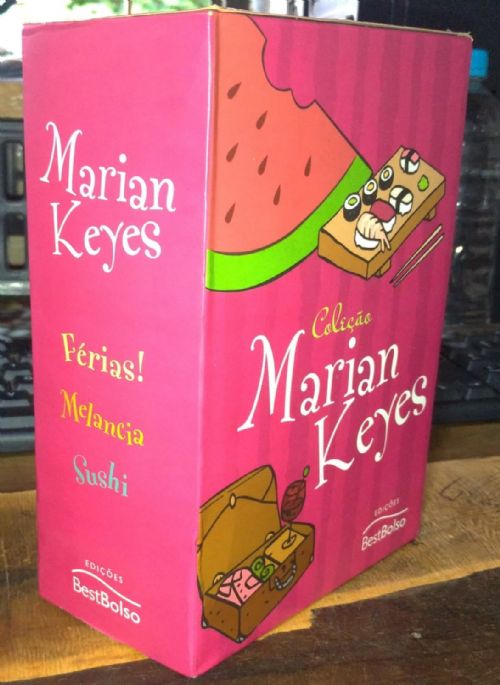 Marian
Keyes
Férias!
Melancia
Sushi
EDIÇÕES
BestBolso
Coleção
Marian
Keyes
EDIÇÕES
BestBolso